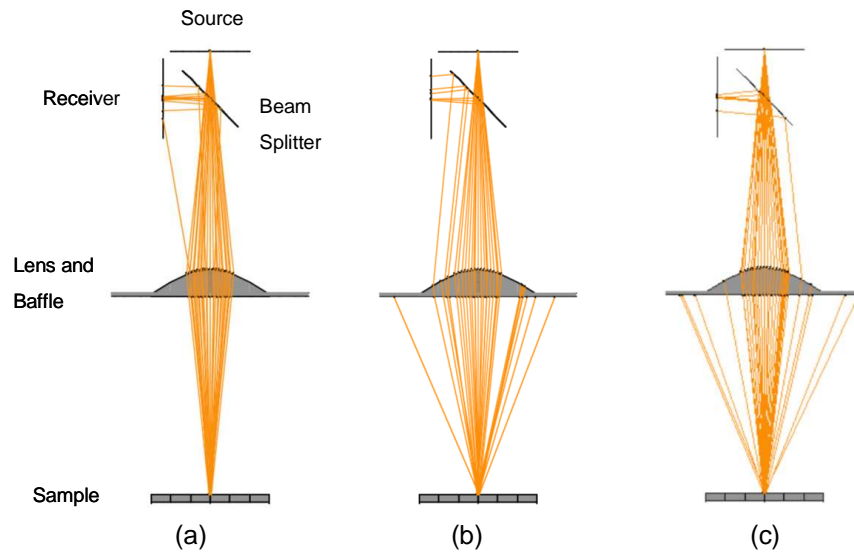 Source
Receiver
Beam
Splitter
Lens and
Baffle
Sample
(a)
(b)
(c)